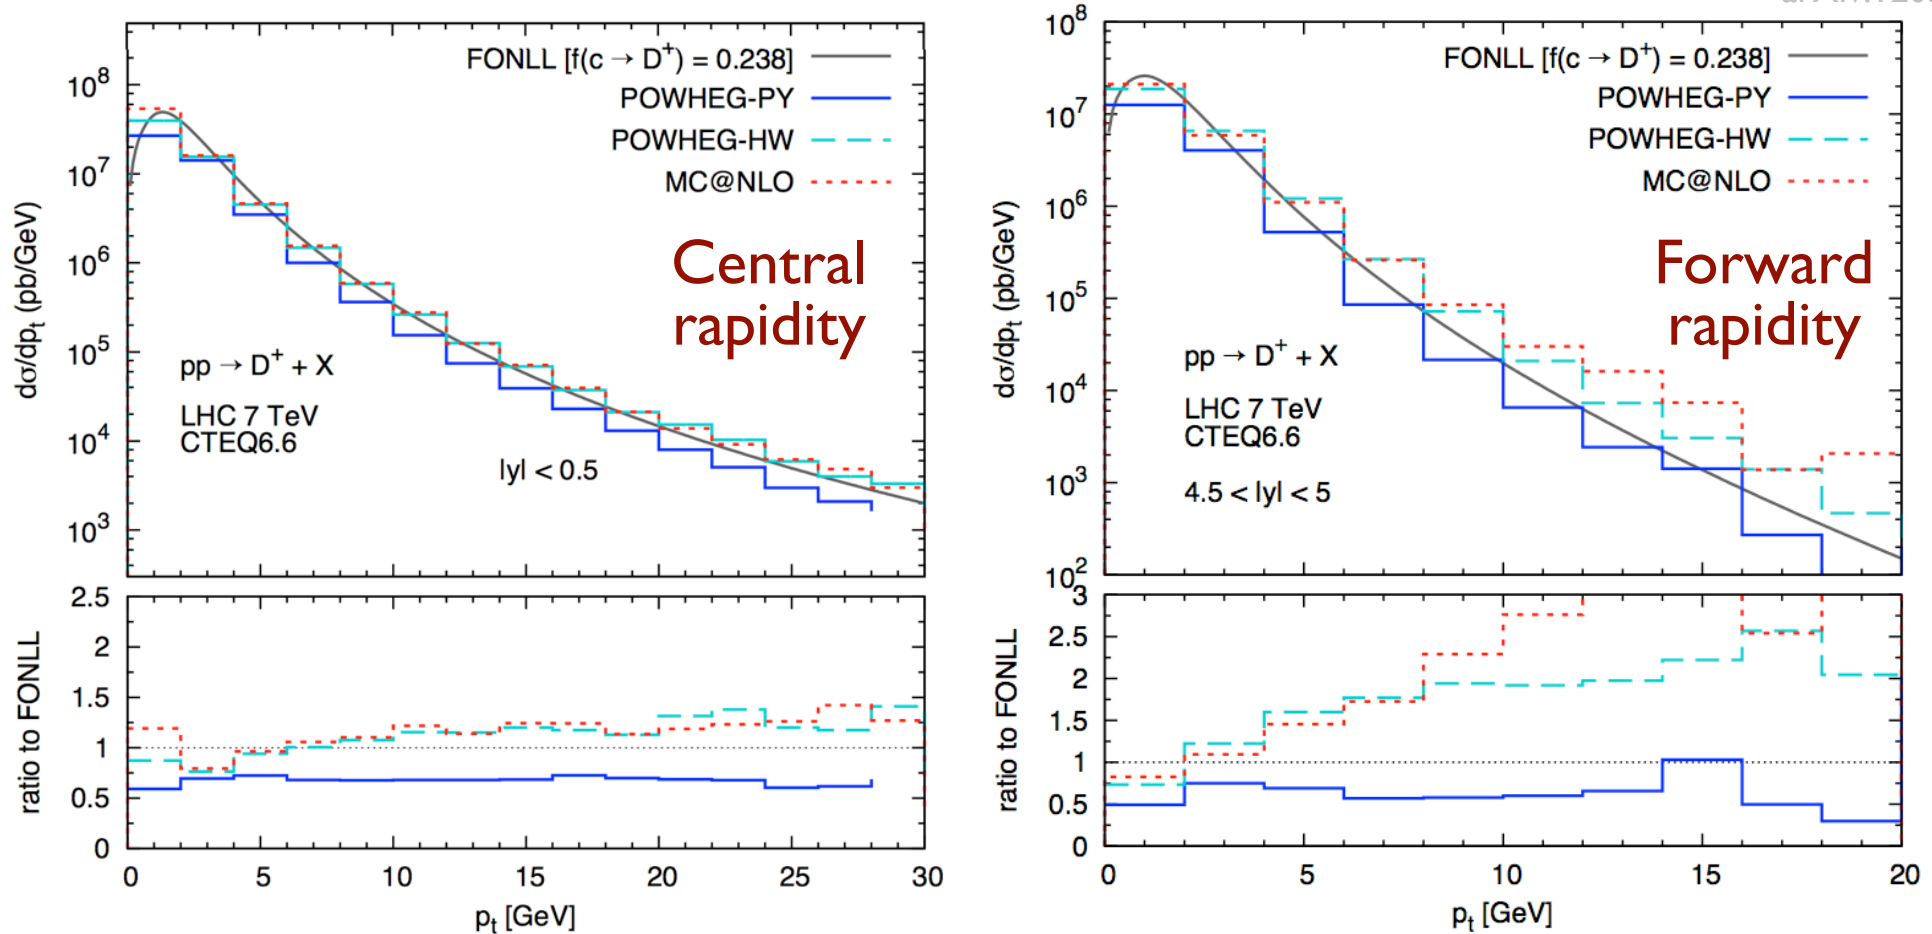 FONLL [f(c → D⁺) = 0.238]
POWHEG-PY
POWHEG-HW
MC@NLO
Central
rapidity
pp → D⁺ + X
LHC 7 TeV
CTEQ6.6
|y| < 0.5
dσ/dpₜ (pb/GeV)
10⁸
10⁷
10⁶
10⁵
10⁴
10³
ratio to FONLL
2.5
2
1.5
1
0.5
0
0 5 10 15 20 25 30
pₜ [GeV]
FONLL [f(c → D⁺) = 0.238]
POWHEG-PY
POWHEG-HW
MC@NLO
Forward
rapidity
pp → D⁺ + X
LHC 7 TeV
CTEQ6.6
4.5 < |y| < 5
dσ/dpₜ (pb/GeV)
10⁸
10⁷
10⁶
10⁵
10⁴
10³
10²
ratio to FONLL
3
2.5
2
1.5
1
0.5
0
0 5 10 15 20
pₜ [GeV]